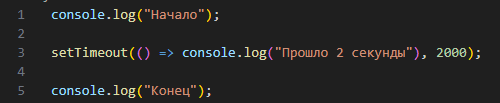 1 console.log("Начало");
2
3 setTimeout(() => console.log("Прошло 2 секунды"), 2000);
4
5 console.log("Конец");